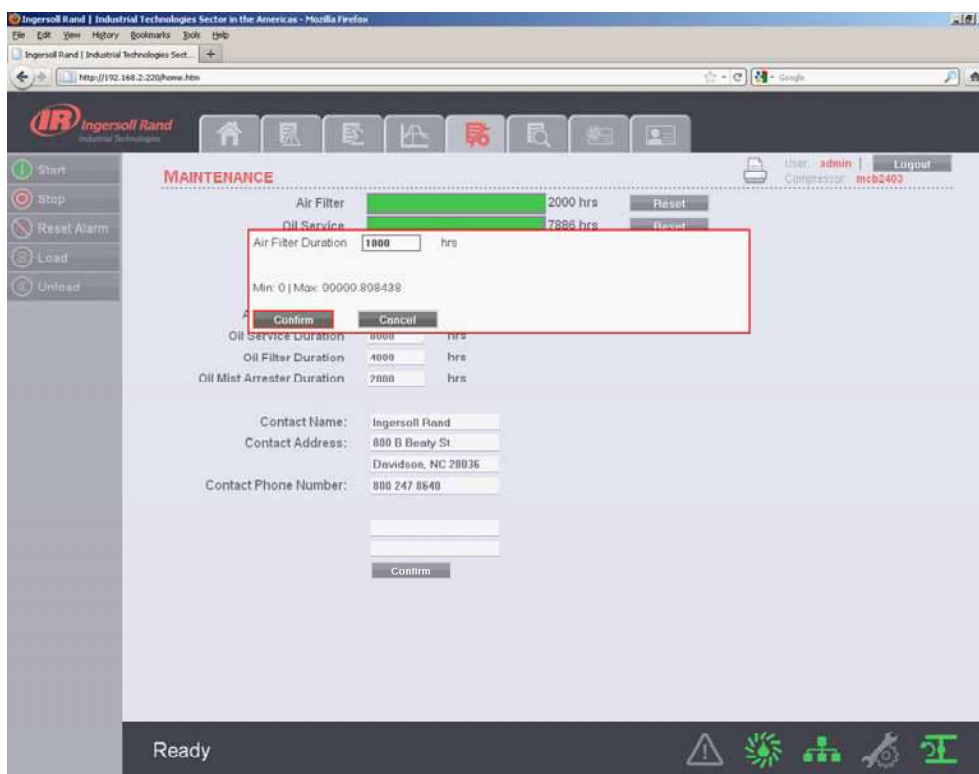 Ingersoll Rand | Industrial Technologies Sector in the Americas - Mozilla Firefox
File Edit View History Bookmarks Tools Help
Ingersoll Rand | Industrial Technologies Sect... +
http://192.168.2.220/home.htm
Google
IR Ingersoll Rand
Industrial Technologies
User: admin | Logout
Compressor: mcb2403
Start
Stop
Reset Alarm
Load
Unload
MAINTENANCE
Air Filter 2000 hrs Reset
Oil Service 7886 hrs Reset
Air Filter Duration 1800 hrs
Min: 0 | Max: 00000.808438
Confirm Cancel
Oil Service Duration 8000 hrs
Oil Filter Duration 4000 hrs
Oil Mist Arrester Duration 2000 hrs
Contact Name: Ingersoll Rand
Contact Address: 800 B Beaty St
Davidson, NC 28036
Contact Phone Number: 800 247 8640
Confirm
Ready